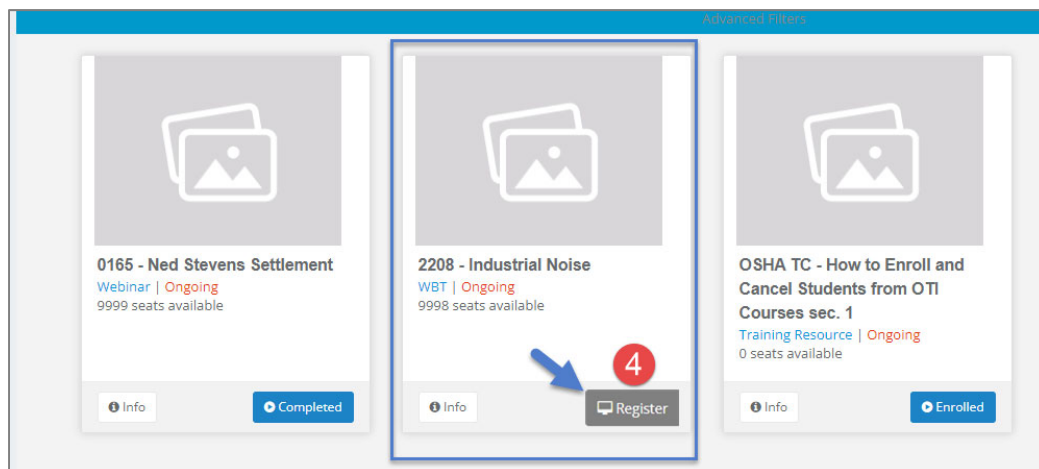 Advanced Filters
0165 - Ned Stevens Settlement
Webinar | Ongoing
9999 seats available
Info
Completed
2208 - Industrial Noise
WBT | Ongoing
9998 seats available
4
Info
Register
OSHA TC - How to Enroll and
Cancel Students from OTI
Courses sec. 1
Training Resource | Ongoing
0 seats available
Info
Enrolled